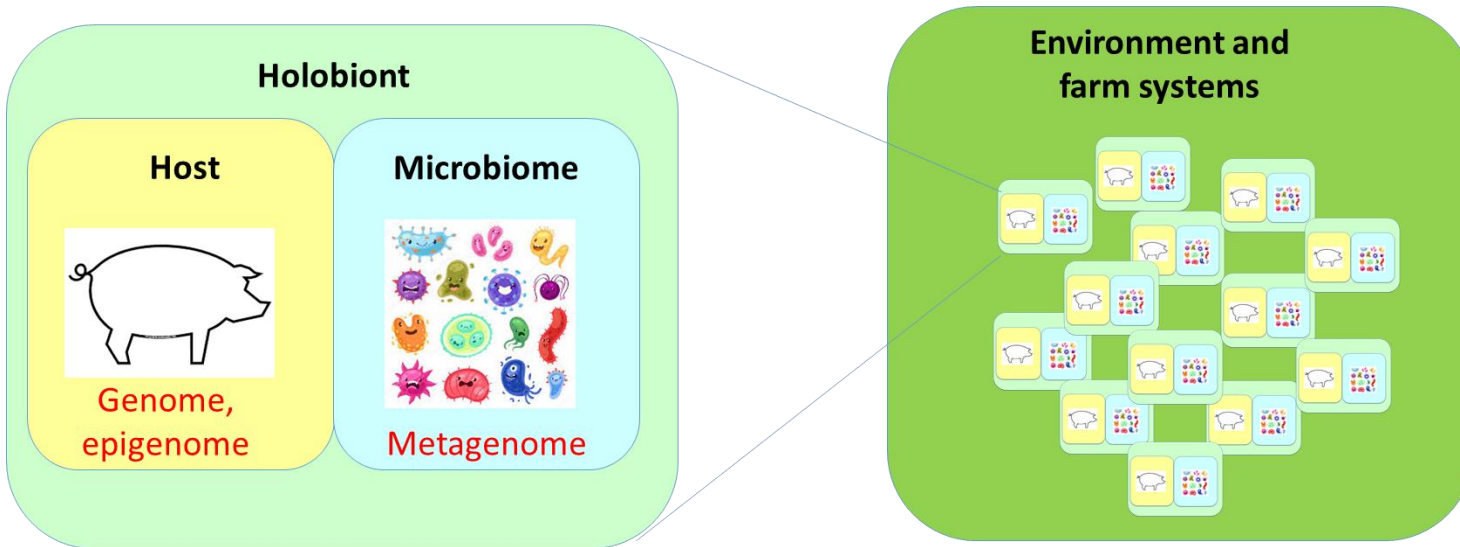 Holobiont
Host
Microbiome
Genome,
epigenome
Metagenome
Environment and
farm systems